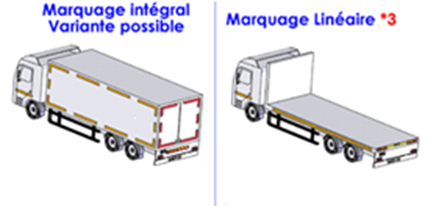 Marquage intégral
Variante possible
Marquage Linéaire *3